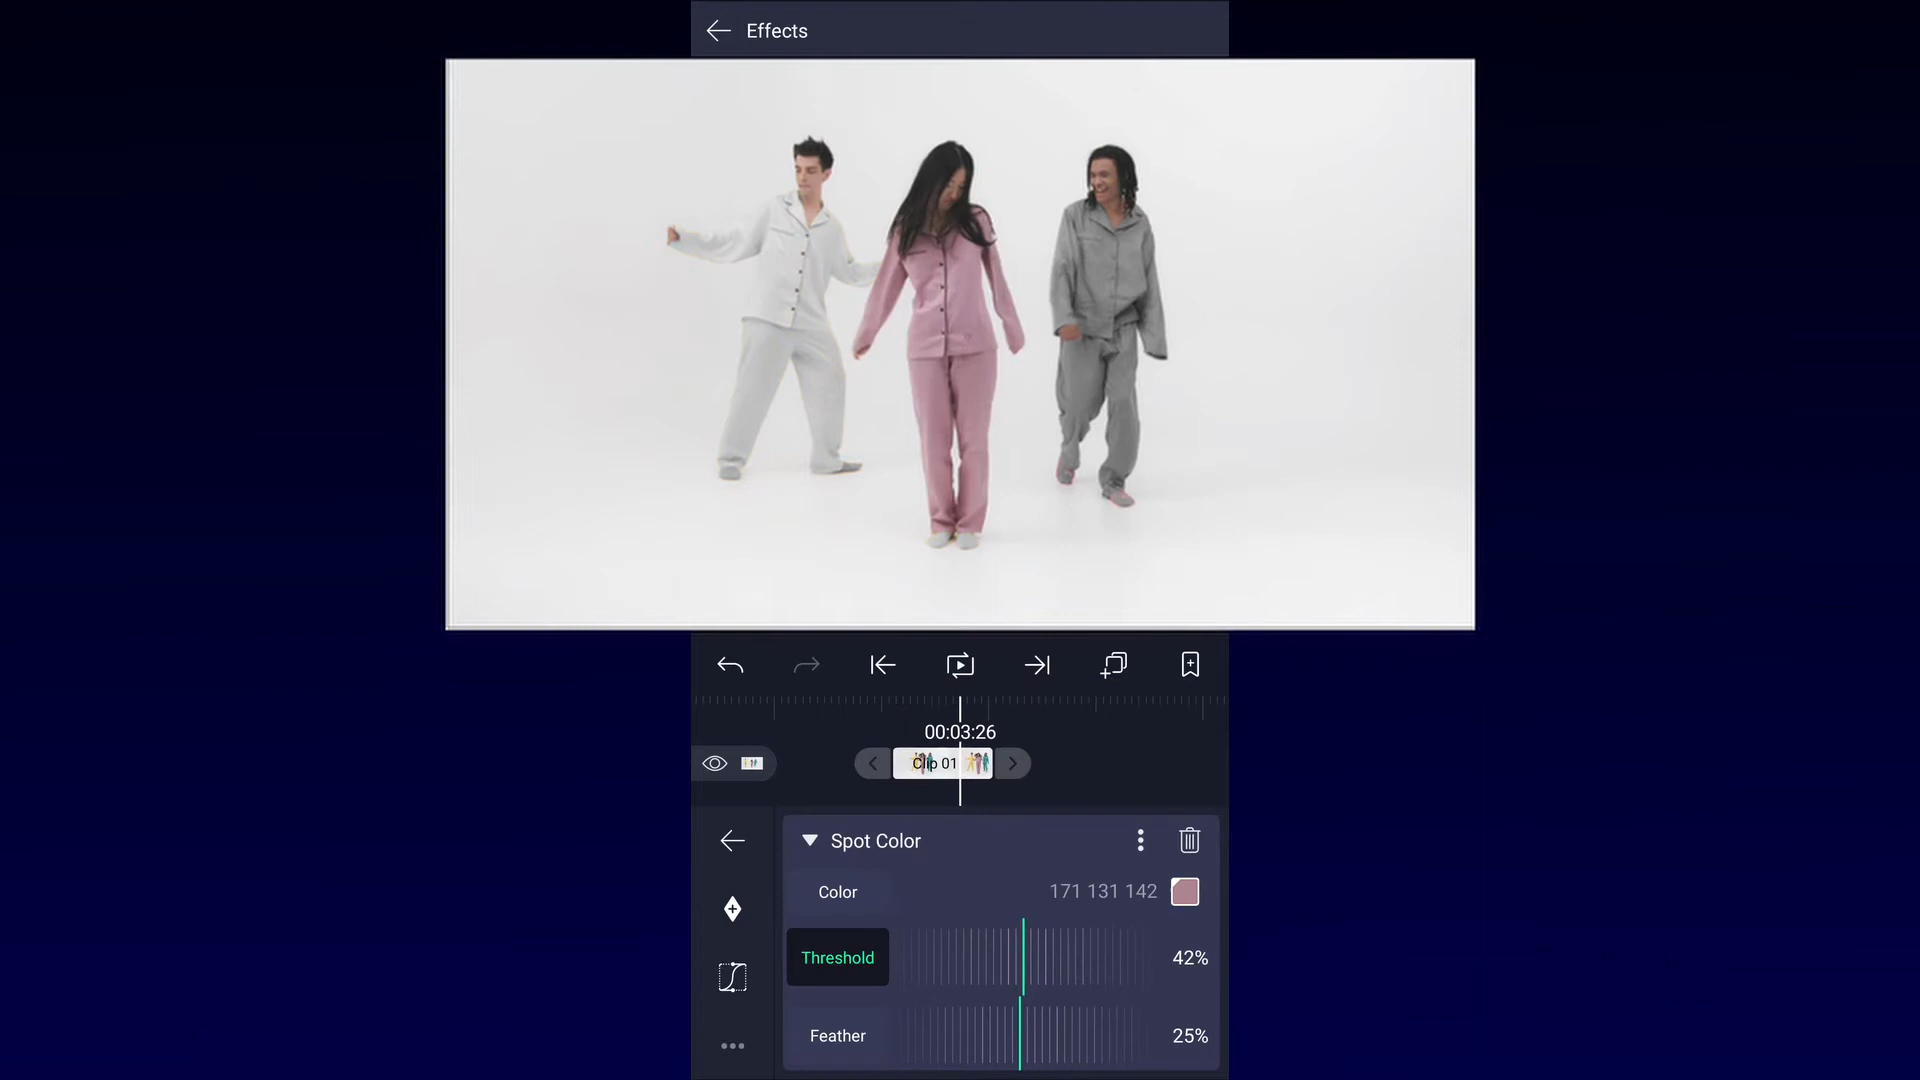 Effects
00:03:26
Clip 01
Spot Color
Color
171 131 142
Threshold
42%
Feather
25%